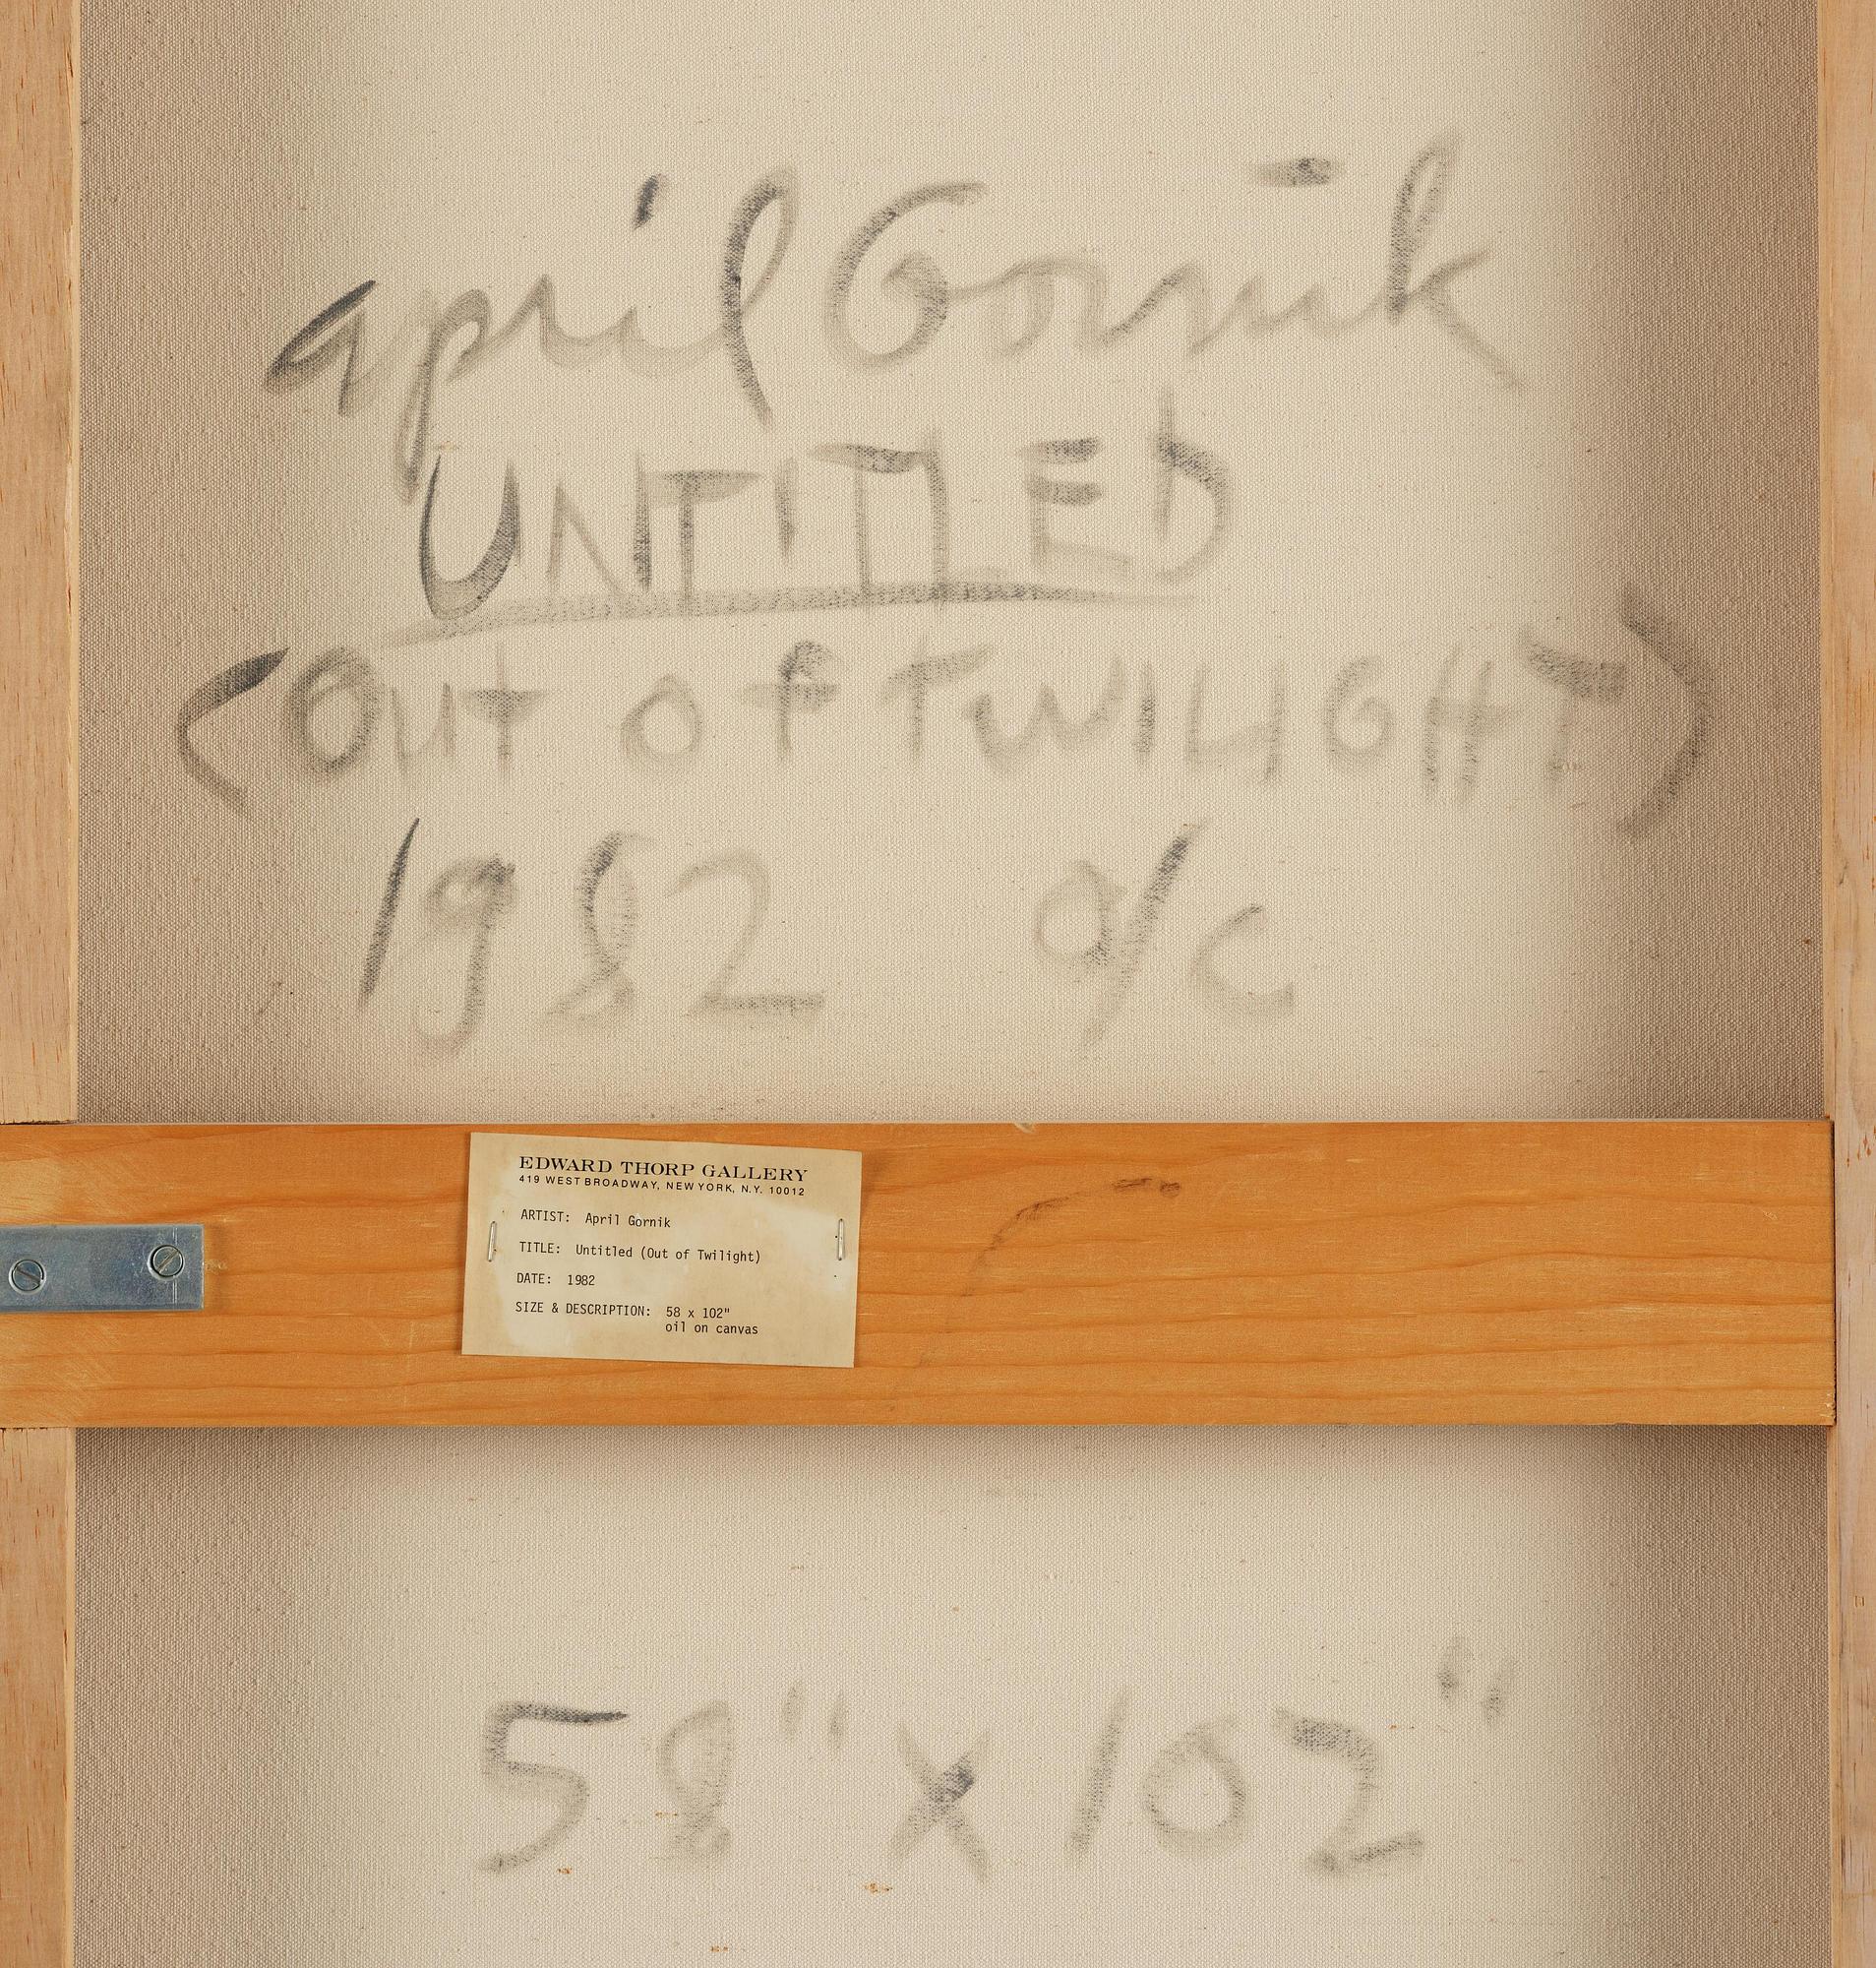 april Gornik
UNTITLED
(Out of TWILIGHT)
1982 o/c
EDWARD THORP GALLERY
419 WEST BROADWAY, NEW YORK, N.Y. 10012
ARTIST: April Gornik
TITLE: Untitled (Out of Twilight)
DATE: 1982
SIZE & DESCRIPTION: 58 x 102"
oil on canvas
58" x 102"